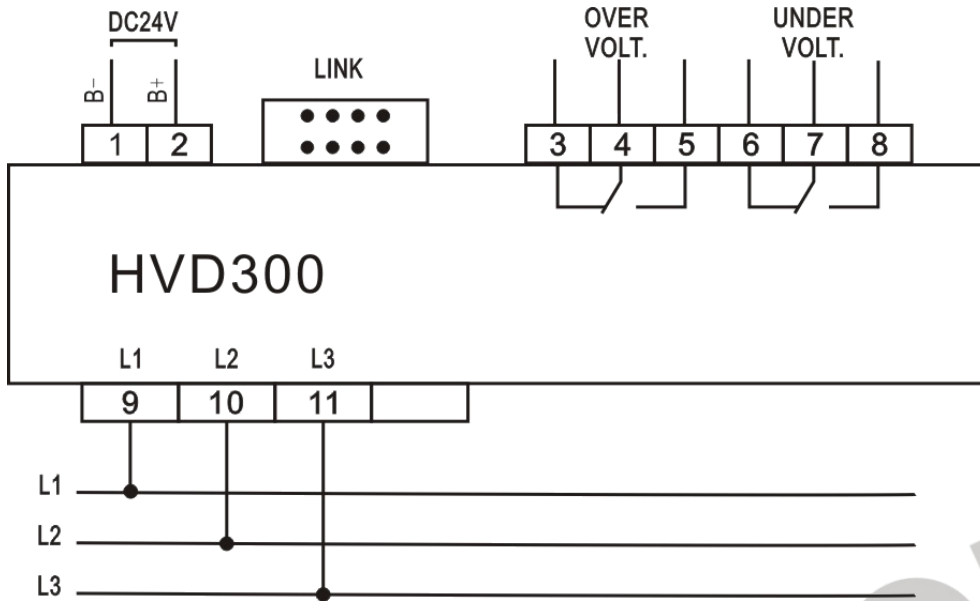 DC24V
OVER
VOLT.
UNDER
VOLT.
LINK
B−
B+
1 2
3 4 5 6 7 8
HVD300
L1 L2 L3
9 10 11
L1
L2
L3